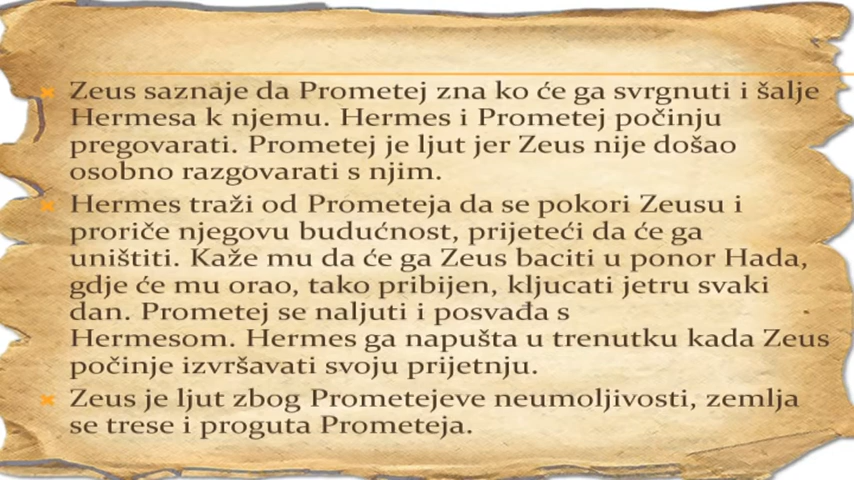 Zeus saznaje da Prometej zna ko će ga svrgnuti i šalje
Hermesa k njemu. Hermes i Prometej počinju
pregovarati. Prometej je ljut jer Zeus nije došao
osobno razgovarati s njim.
Hermes traži od Prometeja da se pokori Zeusu i
proriče njegovu budućnost, prijeteći da će ga
uništiti. Kaže mu da će ga Zeus baciti u ponor Hada,
gdje će mu orao, tako pribijen, kljucati jetru svaki
dan. Prometej se naljuti i posvađa s
Hermesom. Hermes ga napušta u trenutku kada Zeus
počinje izvršavati svoju prijetnju.
Zeus je ljut zbog Prometejeve neumoljivosti, zemlja
se trese i proguta Prometeja.